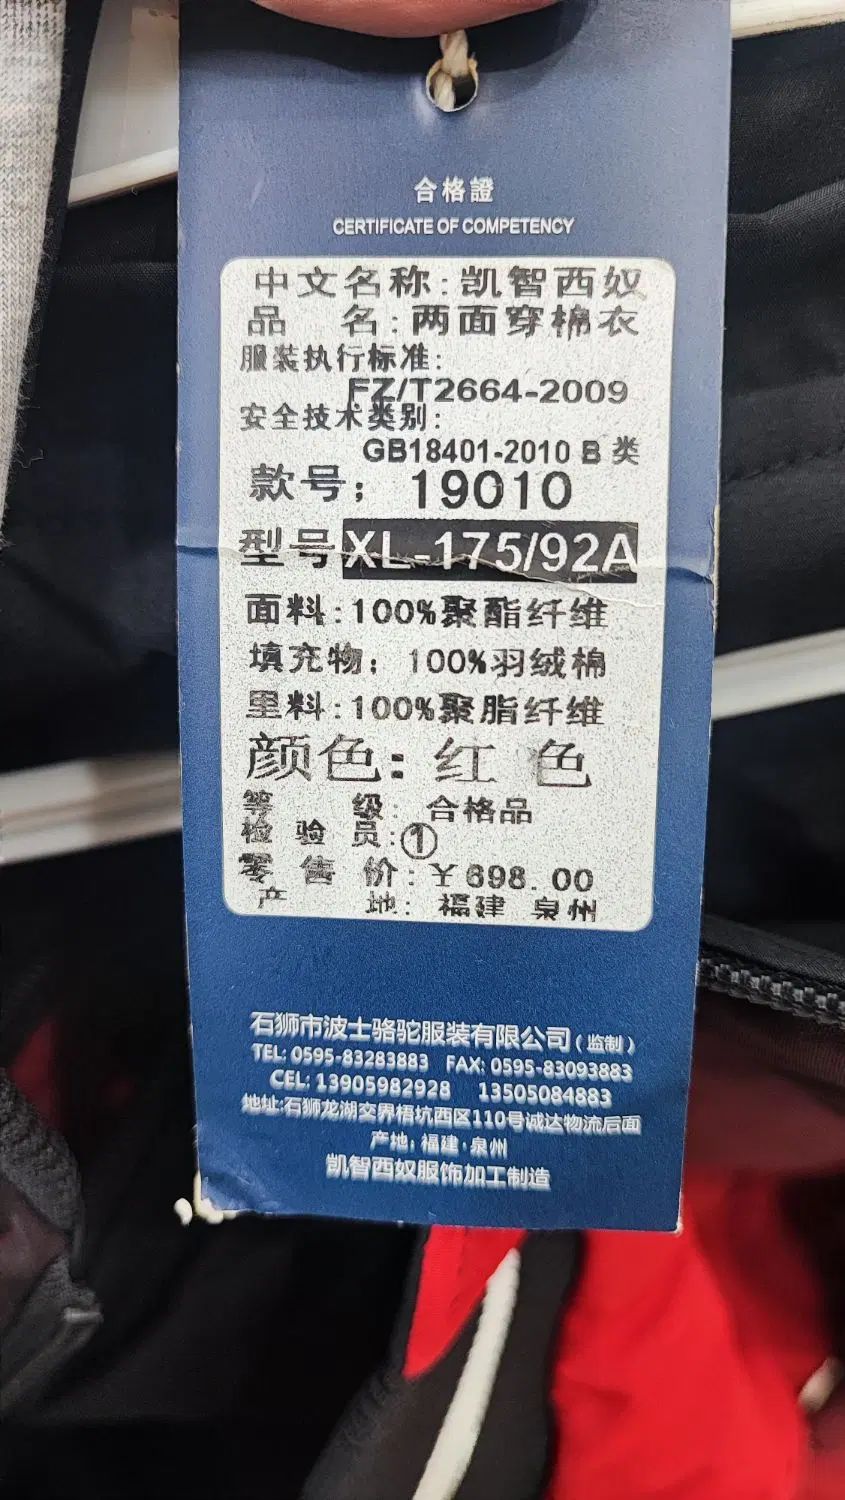 合格證
CERTIFICATE OF COMPETENCY
中文名称：凯智西奴
品 名：两面穿棉衣
服装执行标准：
FZ/T2664-2009
安全技术类别：
GB18401-2010 B 类
款号：19010
型号 XL-175/92A
面料：100%聚酯纤维
填充物：100%羽绒棉
里料：100%聚脂纤维
颜色：红 色
等 级：合格品
检 验 员：①
零 售 价：￥698.00
产 地：福建 泉州
石狮市波士骆驼服装有限公司（监制）
TEL: 0595-83283883 FAX: 0595-83093883
CEL: 13905982928 13505084883
地址:石狮龙湖交界梧坑西区110号诚达物流后面
产地：福建·泉州
凯智西奴服饰加工制造